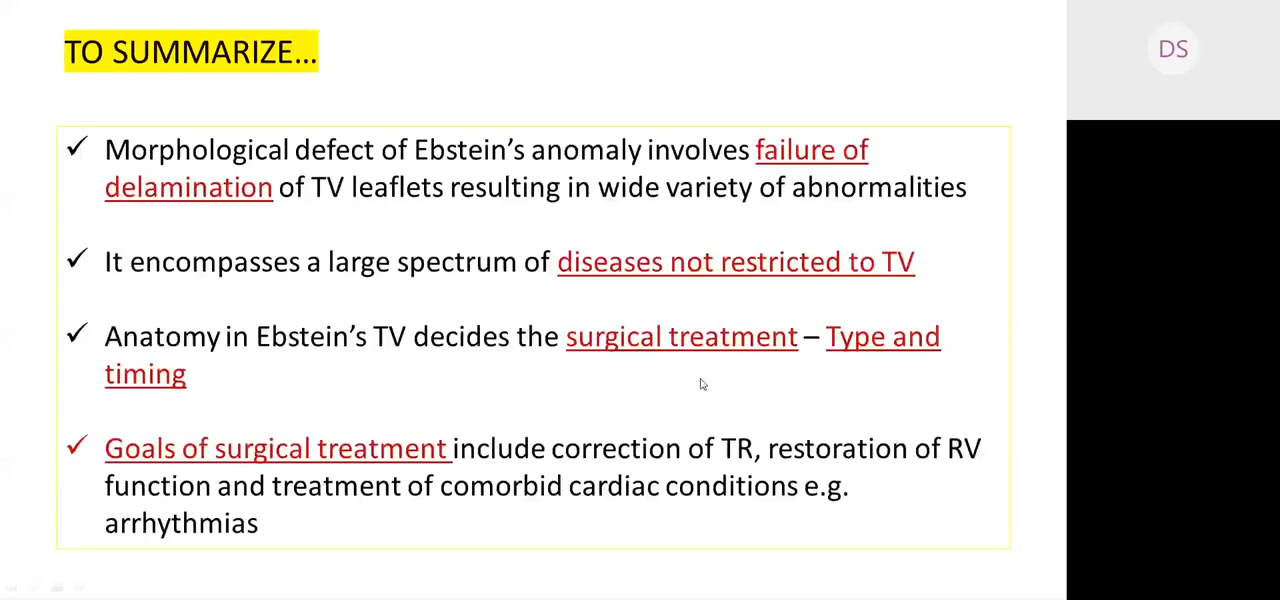 TO SUMMARIZE...
DS
✓ Morphological defect of Ebstein’s anomaly involves failure of
delamination of TV leaflets resulting in wide variety of abnormalities
✓ It encompasses a large spectrum of diseases not restricted to TV
✓ Anatomy in Ebstein’s TV decides the surgical treatment – Type and
timing
✓ Goals of surgical treatment include correction of TR, restoration of RV
function and treatment of comorbid cardiac conditions e.g.
arrhythmias